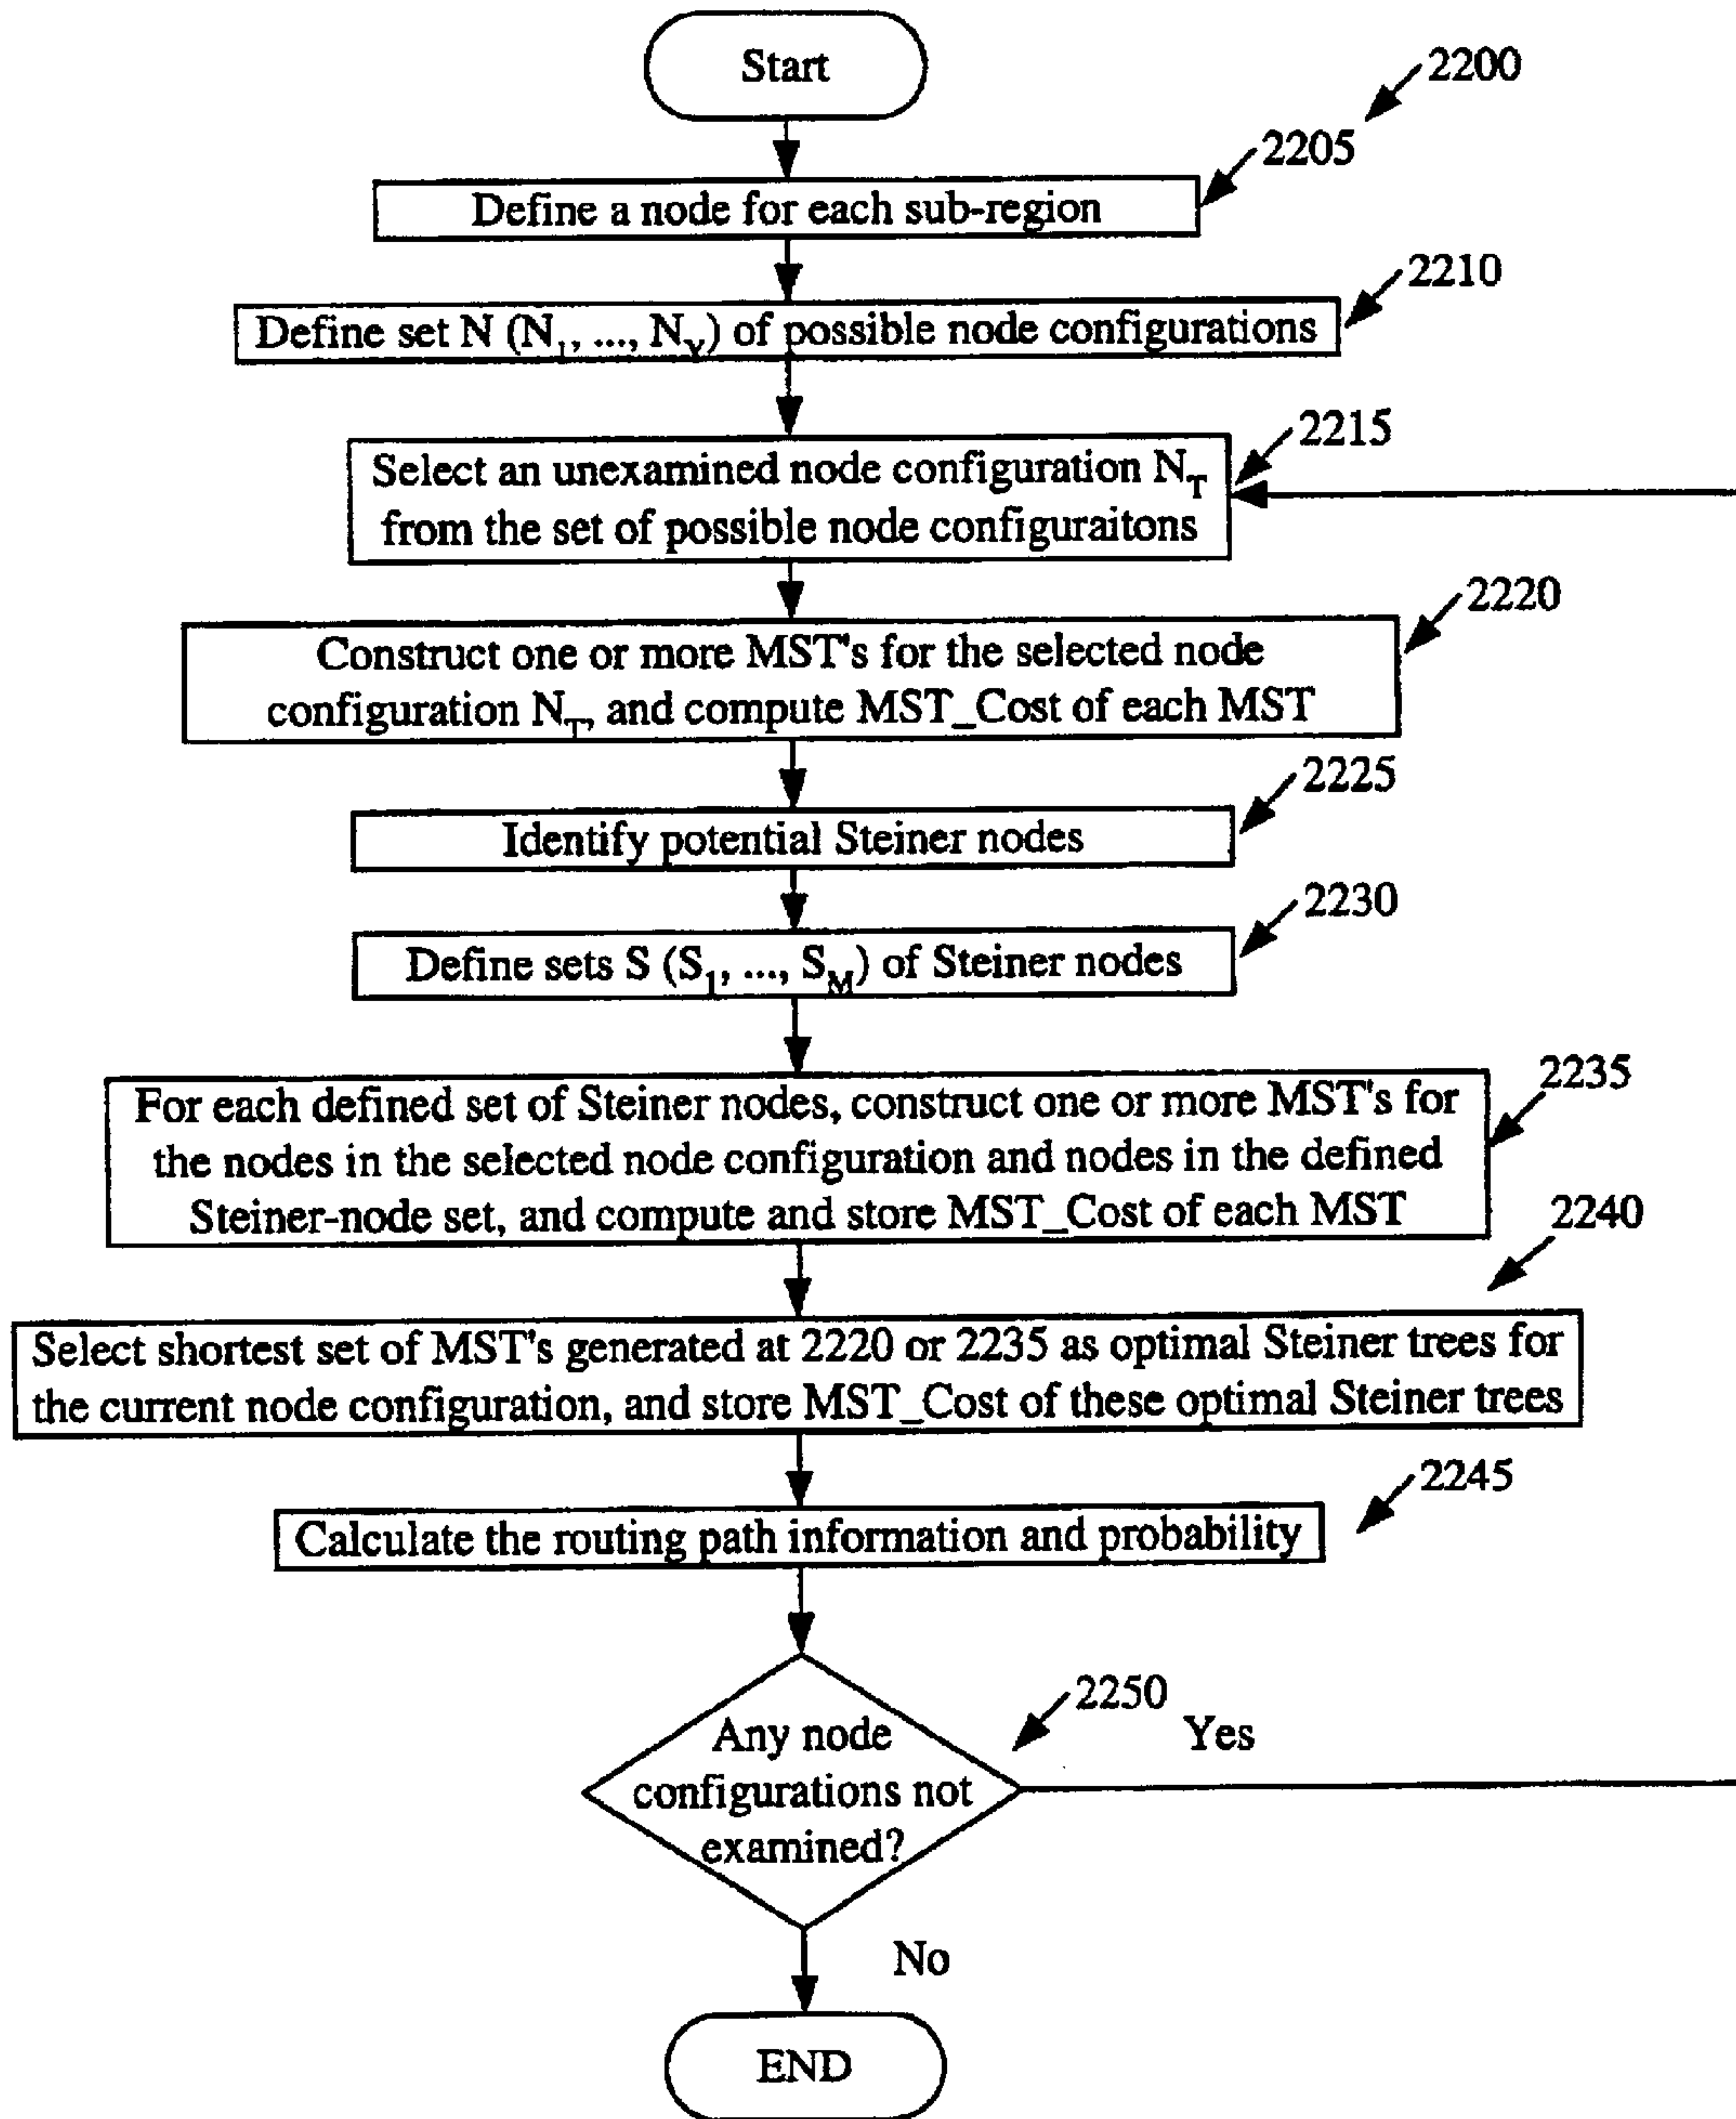 Start
2200
2205
Define a node for each sub-region
2210
Define set N (N1, ..., NY) of possible node configurations
2215
Select an unexamined node configuration NT
from the set of possible node configuraitons
2220
Construct one or more MST's for the selected node
configuration NT, and compute MST_Cost of each MST
2225
Identify potential Steiner nodes
2230
Define sets S (S1, ..., SM) of Steiner nodes
2235
For each defined set of Steiner nodes, construct one or more MST's for
the nodes in the selected node configuration and nodes in the defined
Steiner-node set, and compute and store MST_Cost of each MST
2240
Select shortest set of MST's generated at 2220 or 2235 as optimal Steiner trees for
the current node configuration, and store MST_Cost of these optimal Steiner trees
2245
Calculate the routing path information and probability
2250
Yes
Any node
configurations not
examined?
No
END